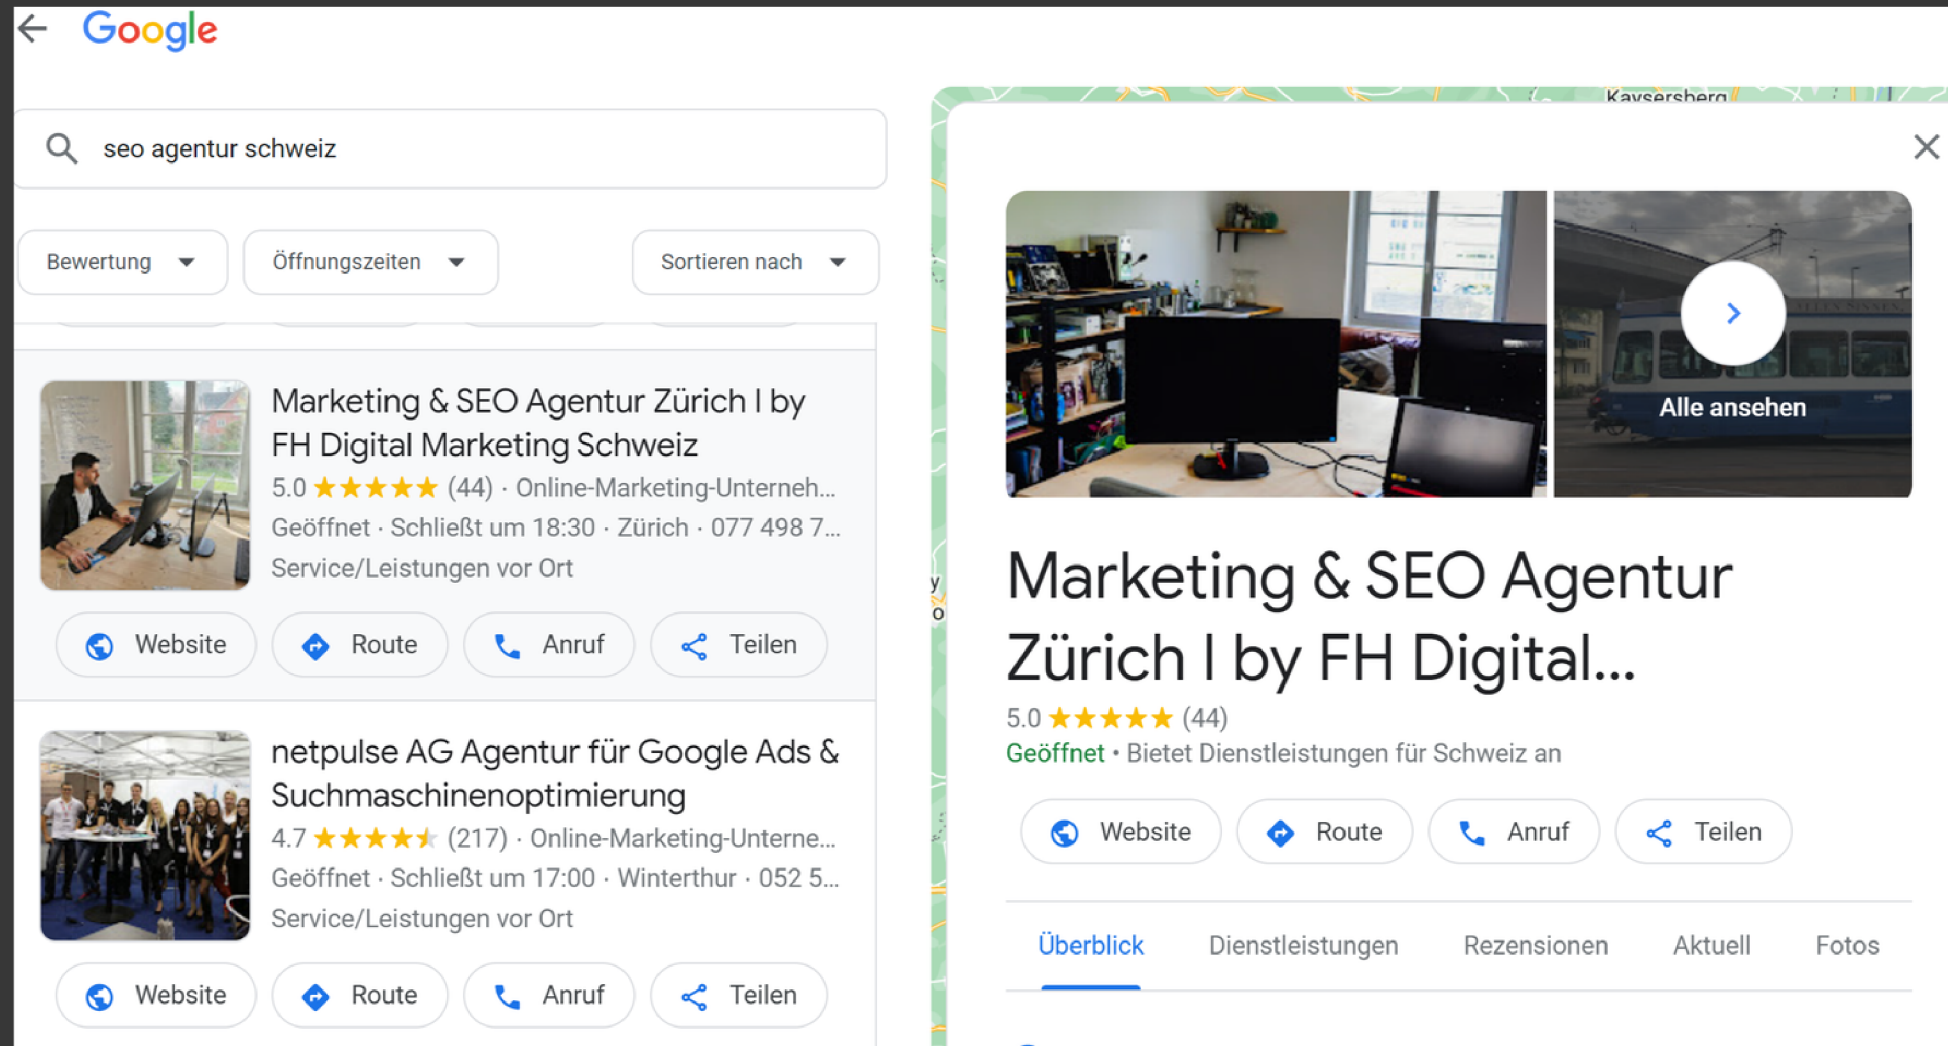 Google
Kaysersberg
seo agentur schweiz
Bewertung
Öffnungszeiten
Sortieren nach
Marketing & SEO Agentur Zürich I by
FH Digital Marketing Schweiz
5.0 (44) · Online-Marketing-Unterneh...
Geöffnet · Schließt um 18:30 · Zürich · 077 498 7...
Service/Leistungen vor Ort
Website
Route
Anruf
Teilen
netpulse AG Agentur für Google Ads &
Suchmaschinenoptimierung
4.7 (217) · Online-Marketing-Unterne...
Geöffnet · Schließt um 17:00 · Winterthur · 052 5...
Service/Leistungen vor Ort
Website
Route
Anruf
Teilen
Alle ansehen
Marketing & SEO Agentur
Zürich I by FH Digital...
5.0 (44)
Geöffnet • Bietet Dienstleistungen für Schweiz an
Website
Route
Anruf
Teilen
Überblick
Dienstleistungen
Rezensionen
Aktuell
Fotos